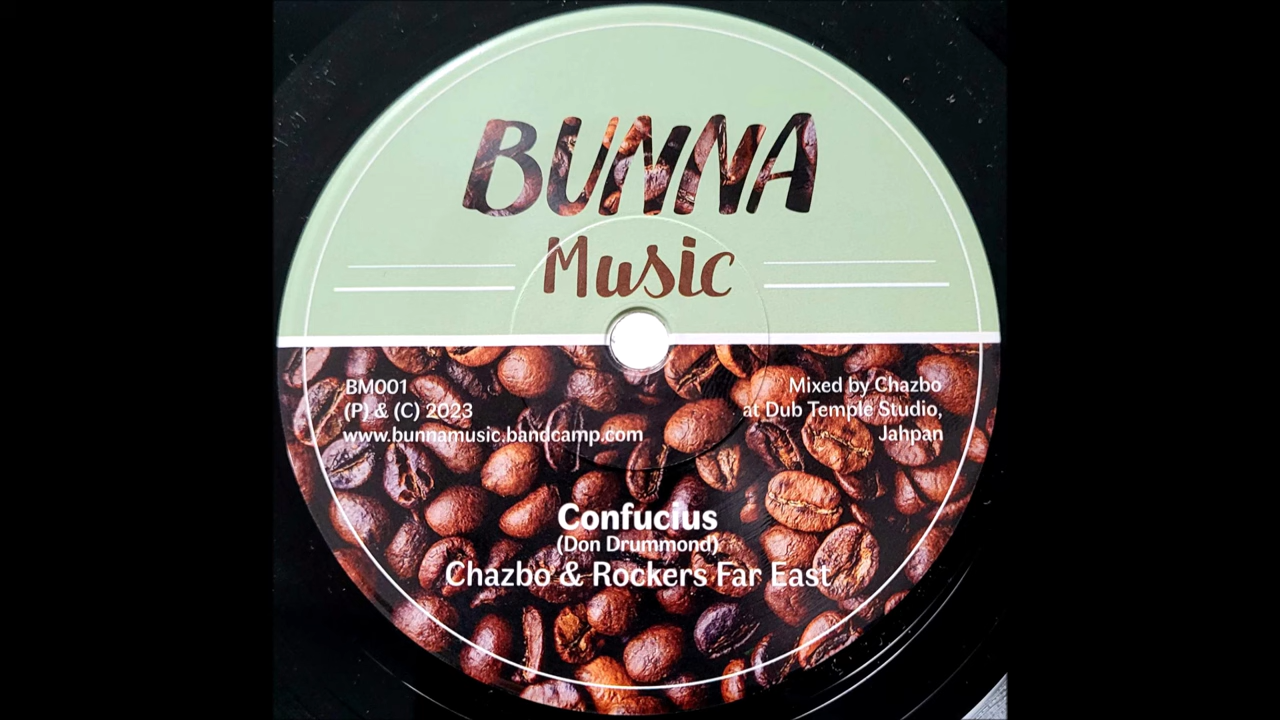 BUNNA
Music
BM001
(P) & (C) 2023
www.bunnamusic.bandcamp.com
Mixed by Chazbo
at Dub Temple Studio,
Jahpan
Confucius
(Don Drummond)
Chazbo & Rockers Far East